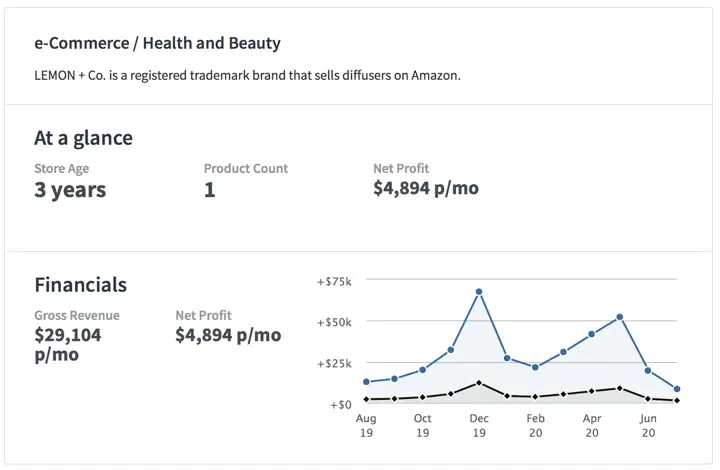 e-Commerce / Health and Beauty
LEMON + Co. is a registered trademark brand that sells diffusers on Amazon.
At a glance
Store Age
3 years
Product Count
1
Net Profit
$4,894 p/mo
Financials
Gross Revenue
$29,104
p/mo
Net Profit
$4,894 p/mo
+$75k
+$50k
+$25k
+$0
Aug
19
Oct
19
Dec
19
Feb
20
Apr
20
Jun
20